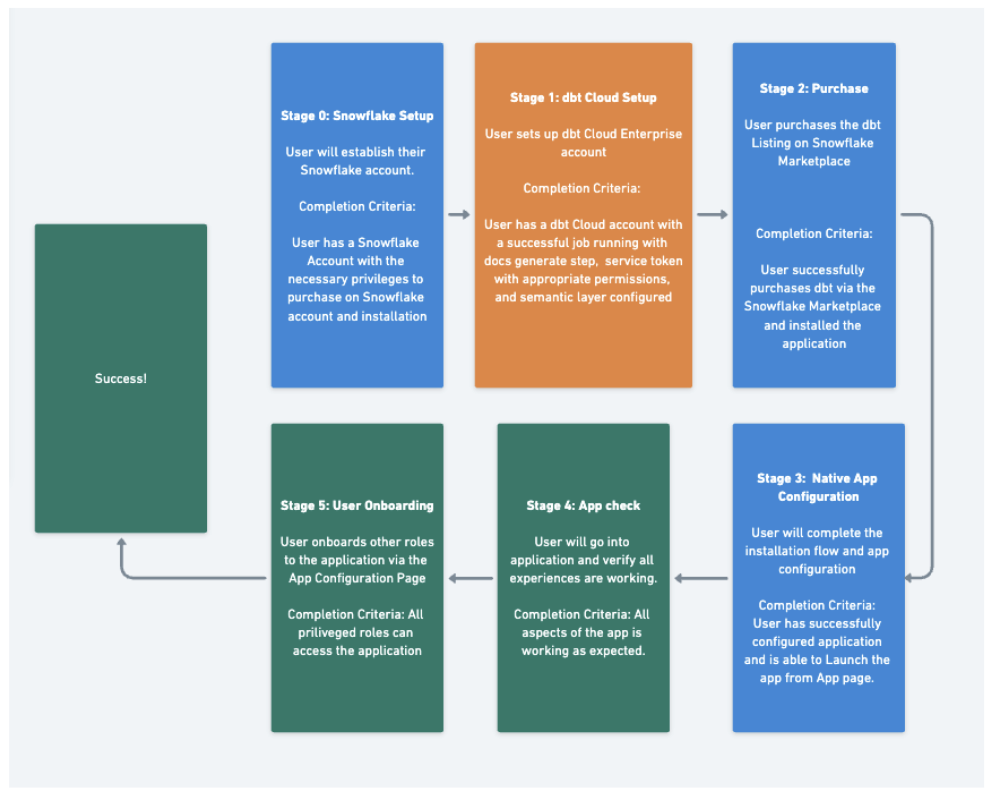 Stage 0: Snowflake Setup
User will establish their
Snowflake account.
Completion Criteria:
User has a Snowflake
Account with the
necessary privileges to
purchase on Snowflake
account and installation
Stage 1: dbt Cloud Setup
User sets up dbt Cloud Enterprise
account
Completion Criteria:
User has a dbt Cloud account with
a successful job running with
docs generate step, service token
with appropriate permissions,
and semantic layer configured
Stage 2: Purchase
User purchases the dbt
Listing on Snowflake
Marketplace
Completion Criteria:
User successfully
purchases dbt via the
Snowflake Marketplace
and installed the
application
Stage 3: Native App
Configuration
User will complete the
installation flow and app
configuration
Completion Criteria:
User has successfully
configured application
and is able to Launch the
app from App page.
Stage 4: App check
User will go into
application and verify all
experiences are working.
Completion Criteria: All
aspects of the app is
working as expected.
Stage 5: User Onboarding
User onboards other roles
to the application via the
App Configuration Page
Completion Criteria: All
priliveged roles can
access the application
Success!